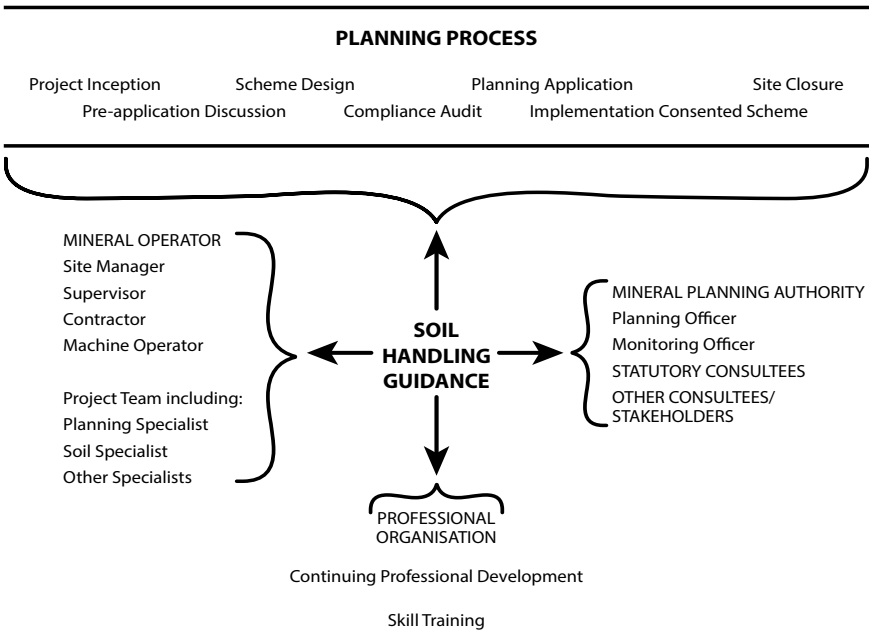 PLANNING PROCESS
Project Inception Scheme Design Planning Application Site Closure
Pre-application Discussion Compliance Audit Implementation Consented Scheme
MINERAL OPERATOR
Site Manager
Supervisor
Contractor
Machine Operator
Project Team including:
Planning Specialist
Soil Specialist
Other Specialists
SOIL
HANDLING
GUIDANCE
MINERAL PLANNING AUTHORITY
Planning Officer
Monitoring Officer
STATUTORY CONSULTEES
OTHER CONSULTEES/
STAKEHOLDERS
PROFESSIONAL
ORGANISATION
Continuing Professional Development
Skill Training